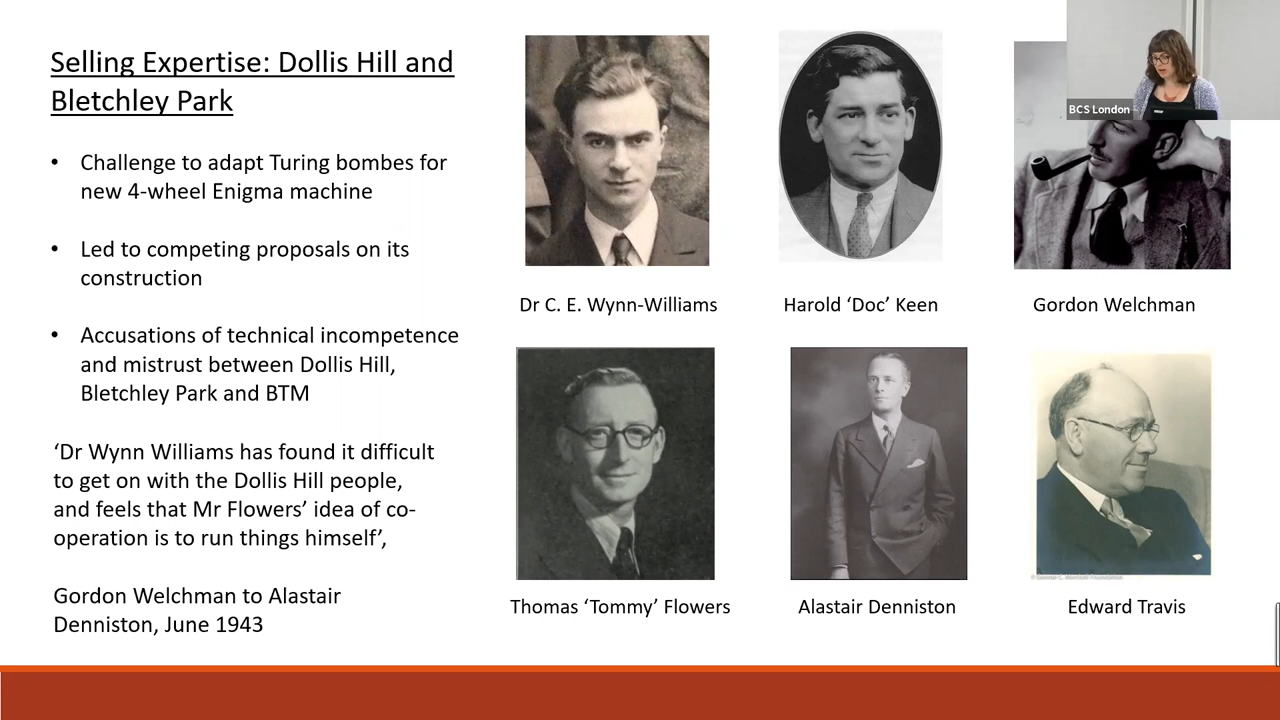 Selling Expertise: Dollis Hill and
Bletchley Park
• Challenge to adapt Turing bombes for
new 4-wheel Enigma machine
• Led to competing proposals on its
construction
• Accusations of technical incompetence
and mistrust between Dollis Hill,
Bletchley Park and BTM
‘Dr Wynn Williams has found it difficult
to get on with the Dollis Hill people,
and feels that Mr Flowers’ idea of co-
operation is to run things himself’,
Gordon Welchman to Alastair
Denniston, June 1943
BCS London
Dr C. E. Wynn-Williams
Harold ‘Doc’ Keen
Gordon Welchman
Thomas ‘Tommy’ Flowers
Alastair Denniston
Edward Travis